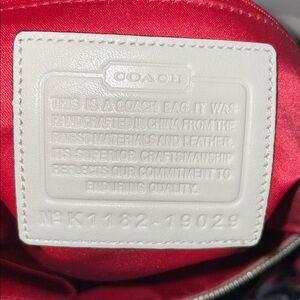 COACH
THIS IS A COACH BAG. IT WAS
HANDCRAFTED IN CHINA FROM THE
FINEST MATERIALS AND LEATHER.
ITS SUPERIOR CRAFTSMANSHIP
REFLECTS OUR COMMITMENT TO
ENDURING QUALITY.
Nº K1182-19029